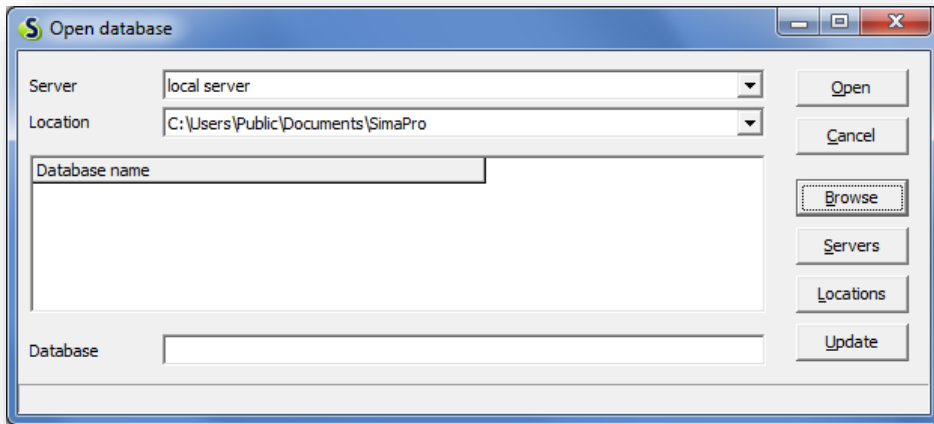 Open database
Server
local server
Open
Location
C:\Users\Public\Documents\SimaPro
Cancel
Database name
Browse
Servers
Locations
Database
Update